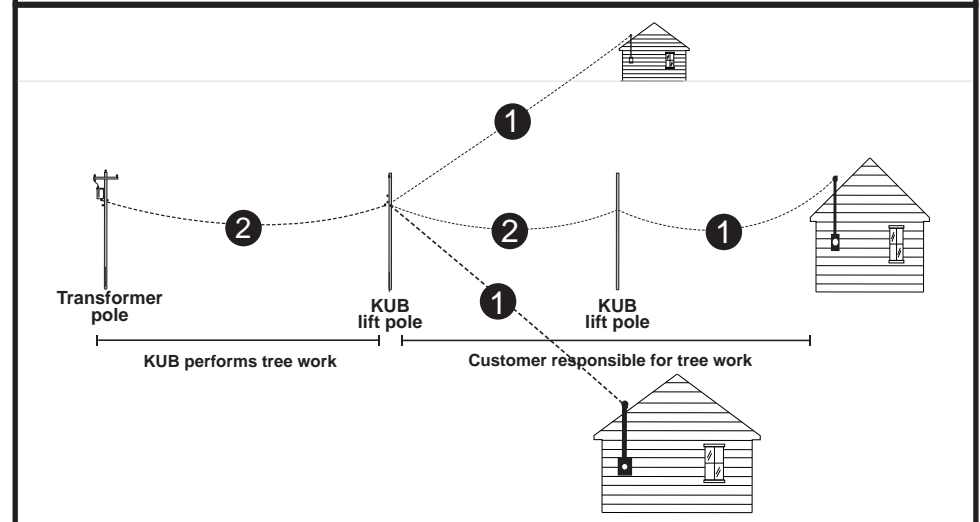 1
2
2
1
1
Transformer
pole
KUB
lift pole
KUB
lift pole
KUB performs tree work
Customer responsible for tree work